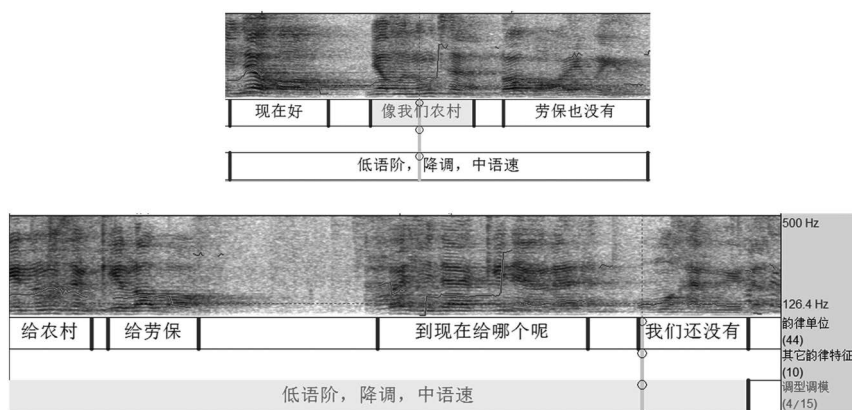 现在好 像我们农村 劳保也没有
低语阶，降调，中语速
500 Hz
126.4 Hz
给农村 给劳保 到现在给哪个呢 我们还没有 韵律单位
(44)
其它韵律特征
(10)
低语阶，降调，中语速 调型调模
(4/15)